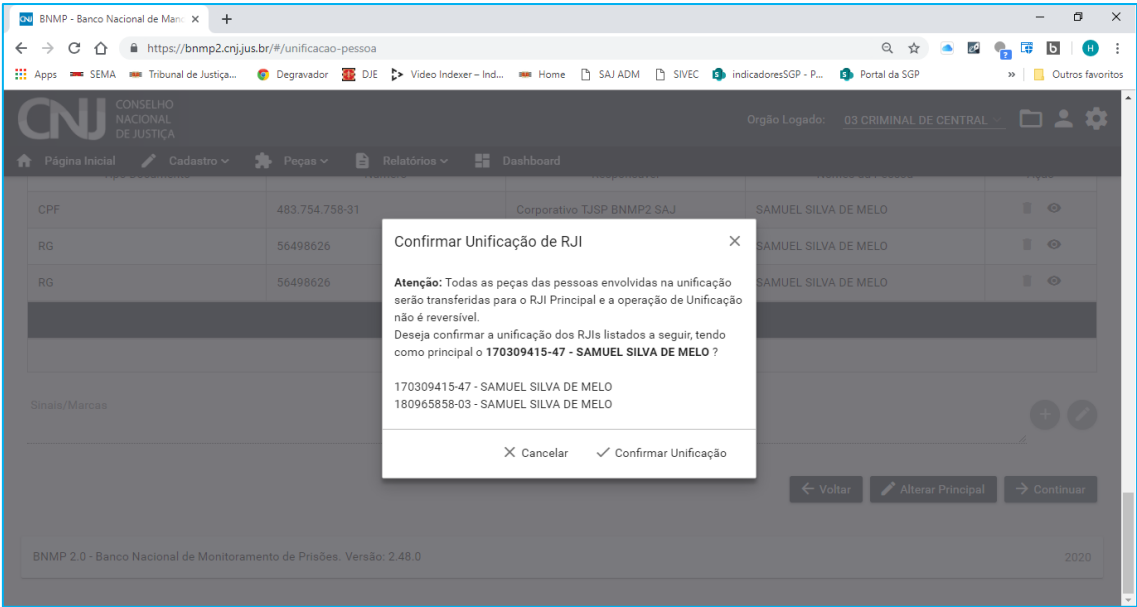 CNJ BNMP - Banco Nacional de Mand
https://bnmp2.cnj.jus.br/#/unificacao-pessoa
H
Apps SEMA Tribunal de Justiça... Degravador DJE Video Indexer – Ind... Home SAJ ADM SIVEC indicadoresSGP - P... Portal da SGP » Outros favoritos
CNJ CONSELHO
NACIONAL
DE JUSTIÇA
Orgão Logado: 03 CRIMINAL DE CENTRAL
Página Inicial Cadastro Peças Relatórios Dashboard
CPF 483.754.758-31 Corporativo TJSP BNMP2 SAJ SAMUEL SILVA DE MELO
RG 56498626 SAMUEL SILVA DE MELO
RG 56498626 SAMUEL SILVA DE MELO
Confirmar Unificação de RJI
Atenção: Todas as peças das pessoas envolvidas na unificação
serão transferidas para o RJI Principal e a operação de Unificação
não é reversível.
Deseja confirmar a unificação dos RJIs listados a seguir, tendo
como principal o 170309415-47 - SAMUEL SILVA DE MELO ?
170309415-47 - SAMUEL SILVA DE MELO
180965858-03 - SAMUEL SILVA DE MELO
Cancelar Confirmar Unificação
Sinais/Marcas
Voltar Alterar Principal Continuar
BNMP 2.0 - Banco Nacional de Monitoramento de Prisões. Versão: 2.48.0 2020